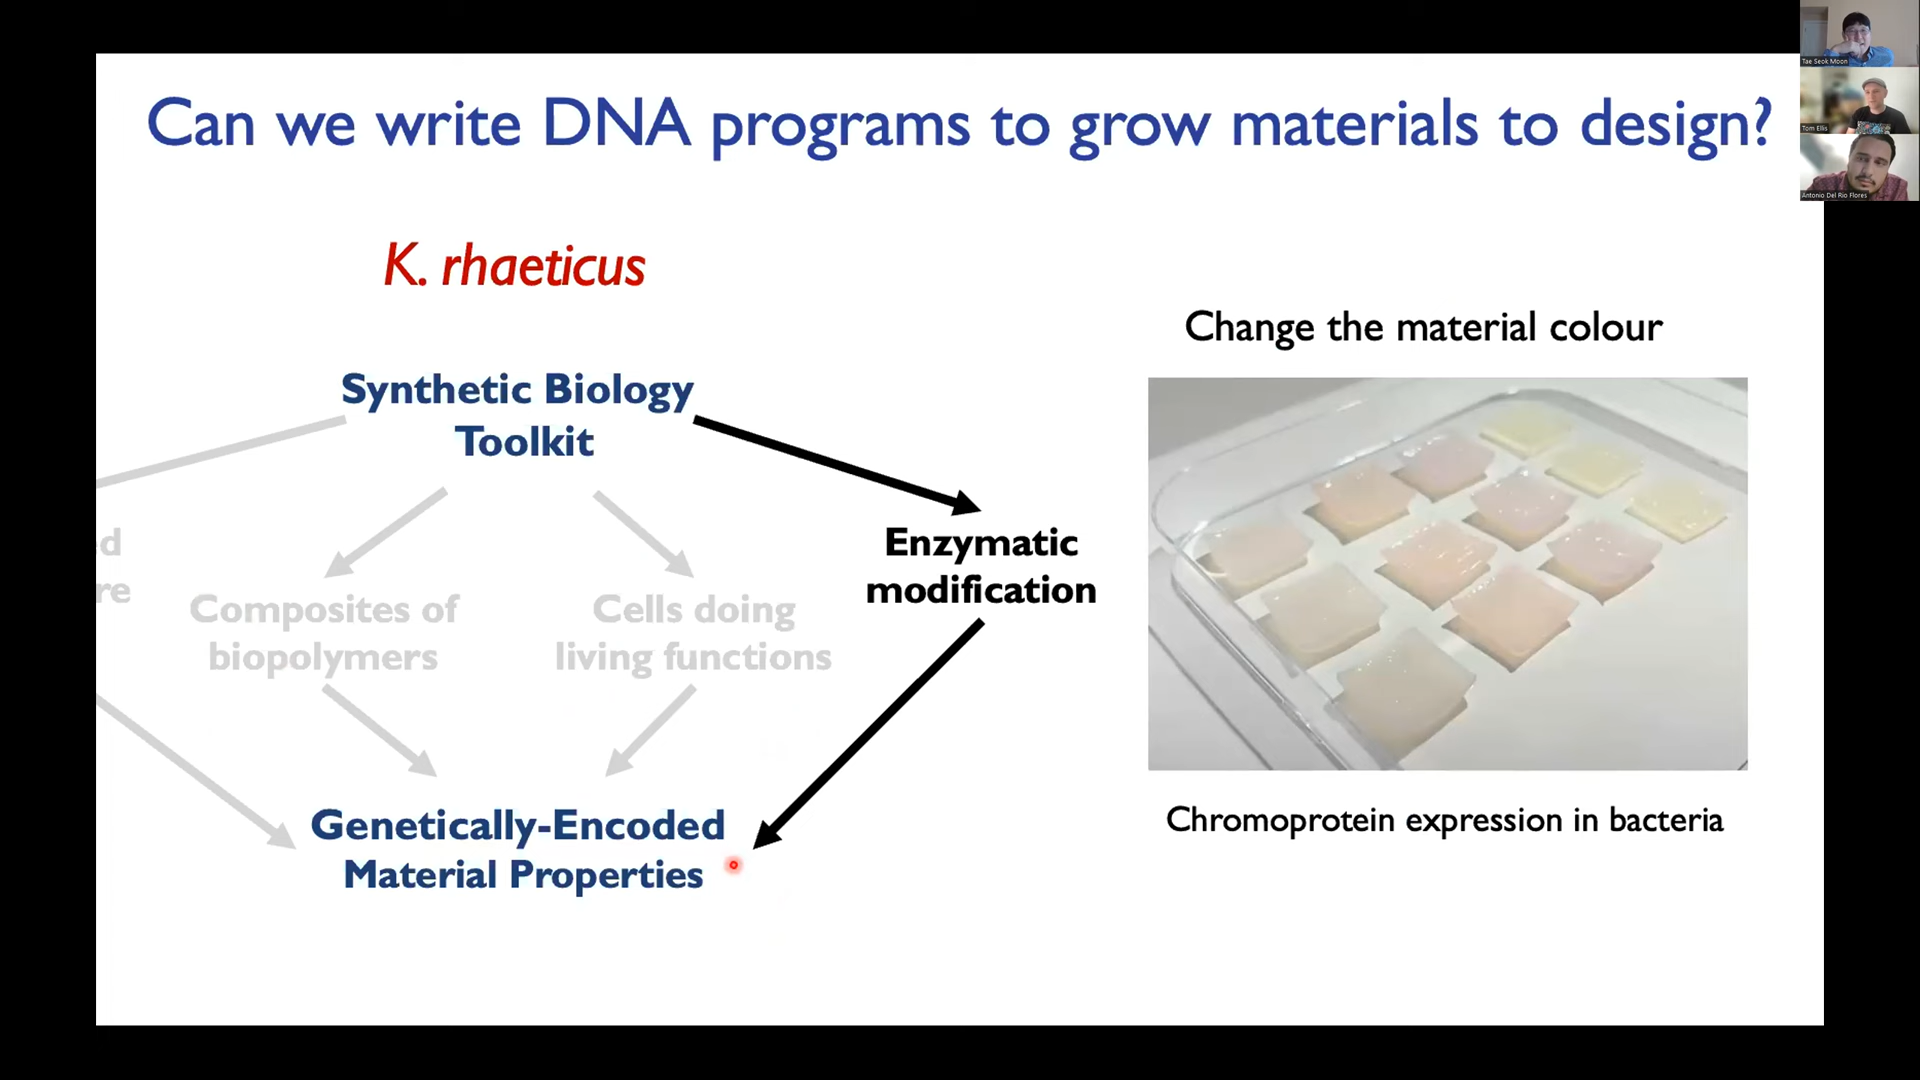 Can we write DNA programs to grow materials to design?
Tae Seok Moon
Tom Ellis
Antonio Del Rio Flores
K. rhaeticus
Change the material colour
Synthetic Biology
Toolkit
d
re
Enzymatic
modification
Composites of
biopolymers
Cells doing
living functions
Genetically-Encoded
Material Properties
Chromoprotein expression in bacteria